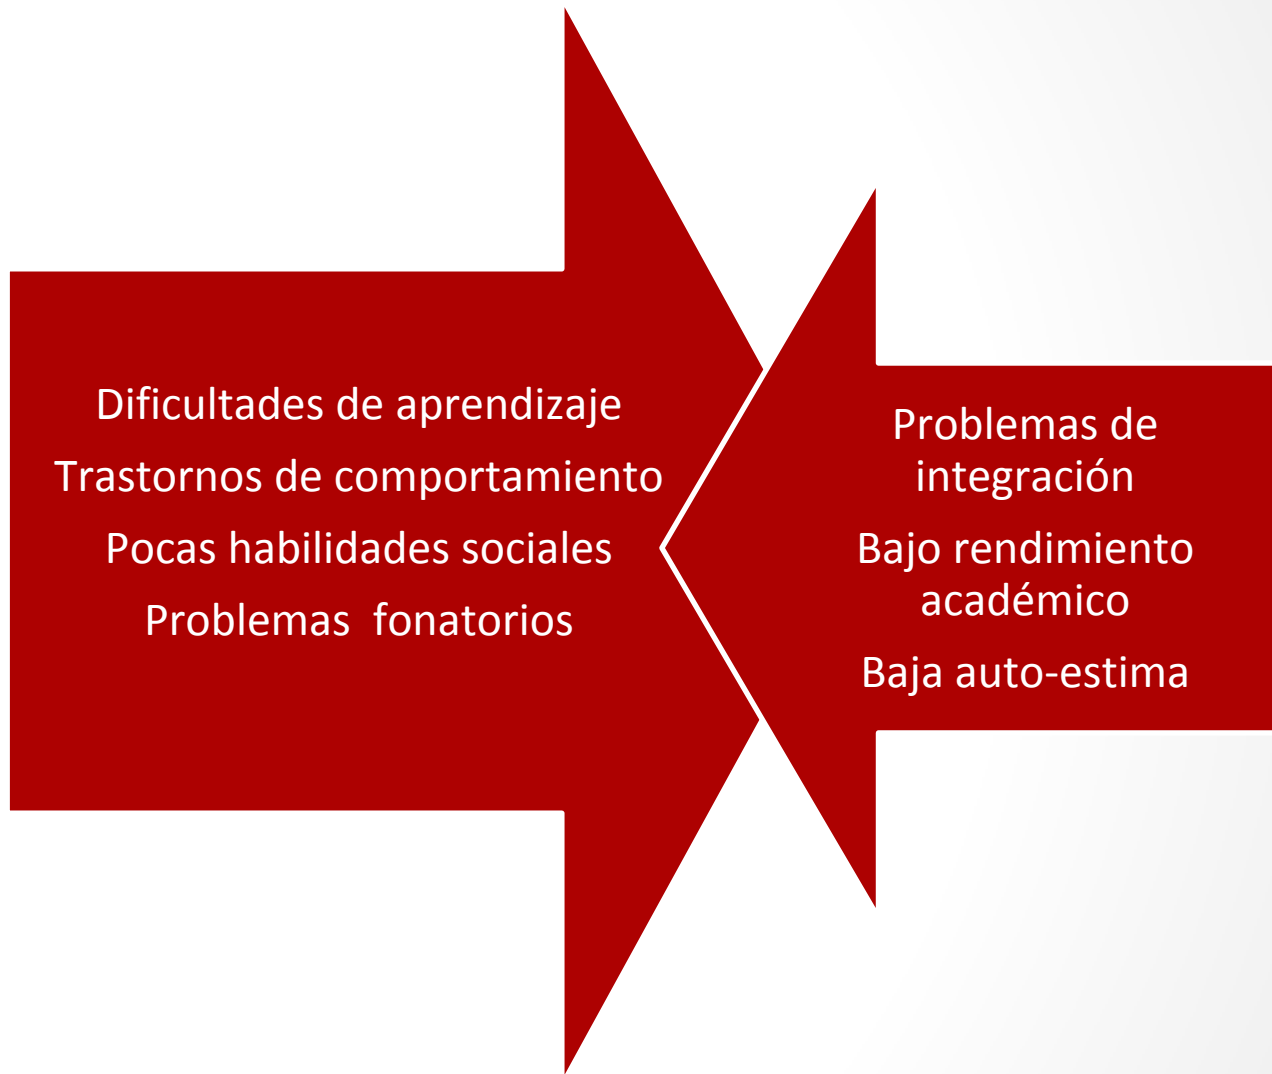 Dificultades de aprendizaje
Trastornos de comportamiento
Pocas habilidades sociales
Problemas  fonatorios
Problemas de
integración
Bajo rendimiento
académico
Baja auto-estima